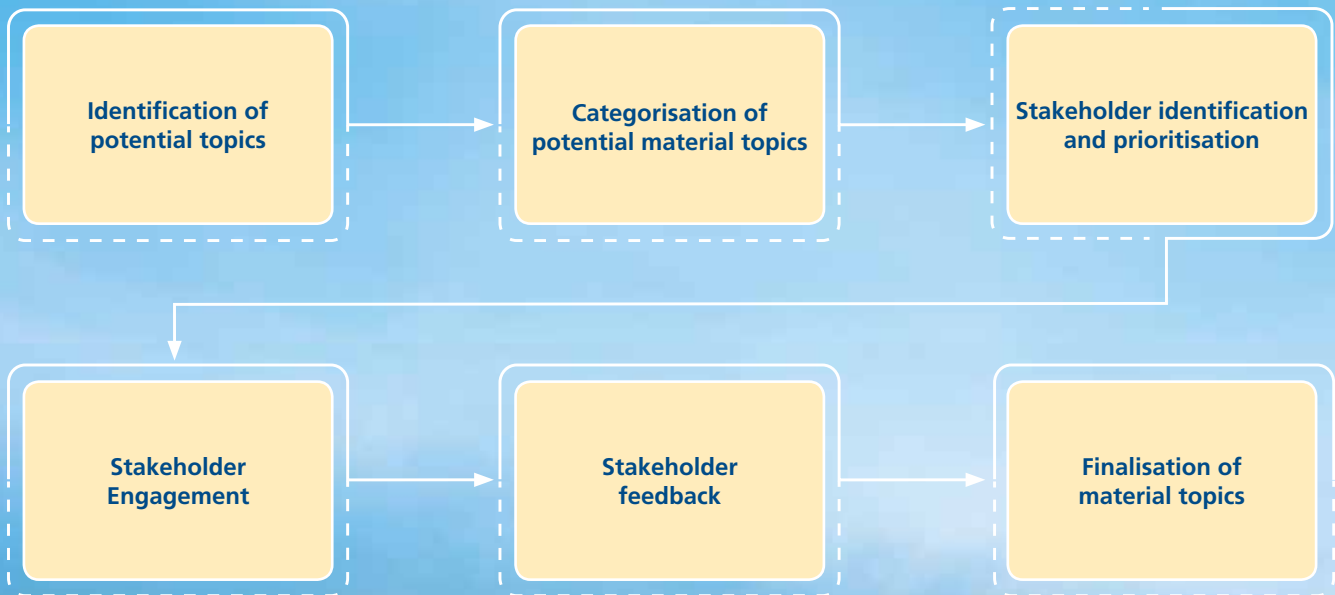 Identification of
potential topics
Categorisation of
potential material topics
Stakeholder identification
and prioritisation
Stakeholder
Engagement
Stakeholder
feedback
Finalisation of
material topics